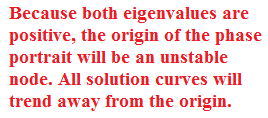 Because both eigenvalues are
positive, the origin of the phase
portrait will be an unstable
node. All solution curves will
trend away from the origin.